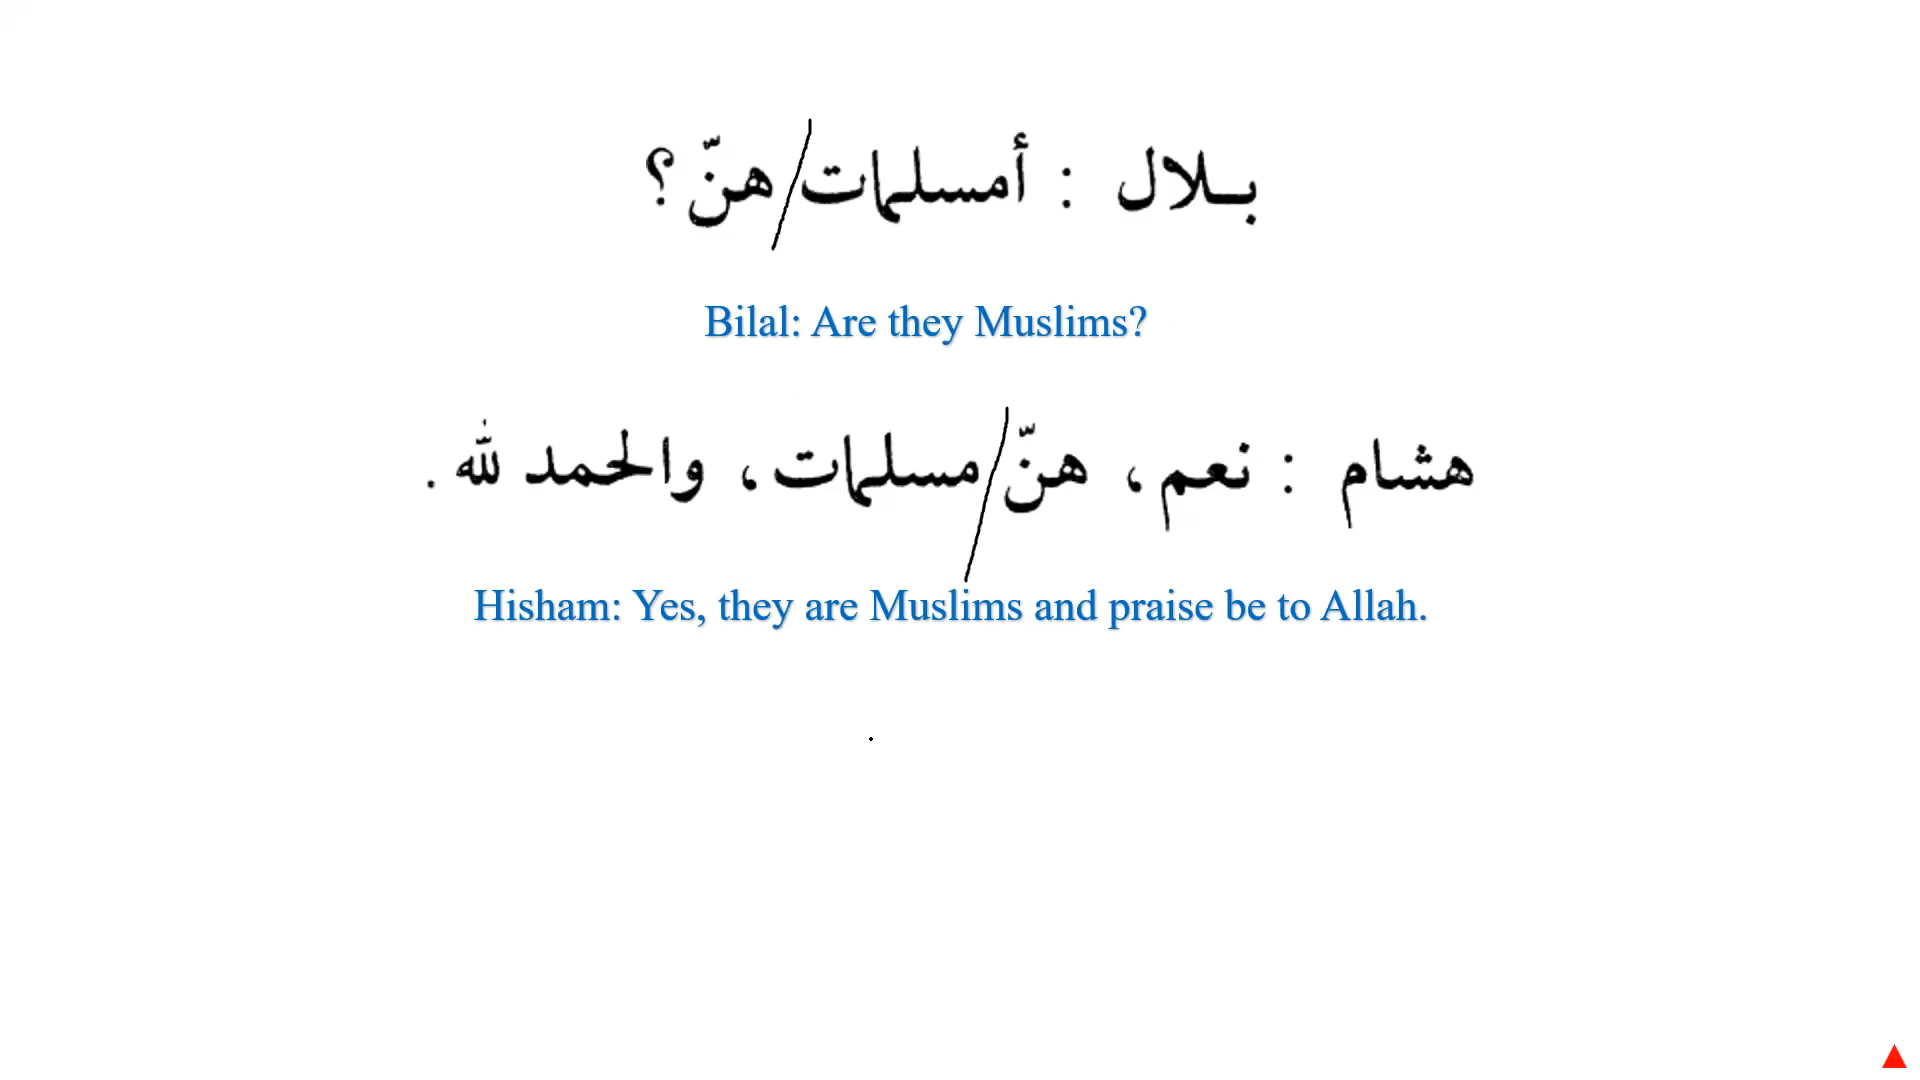 بلال : أمسلمات هنّ ؟
Bilal: Are they Muslims?
هشام : نعم، هنّ مسلمات، والحمد لله .
Hisham: Yes, they are Muslims and praise be to Allah.